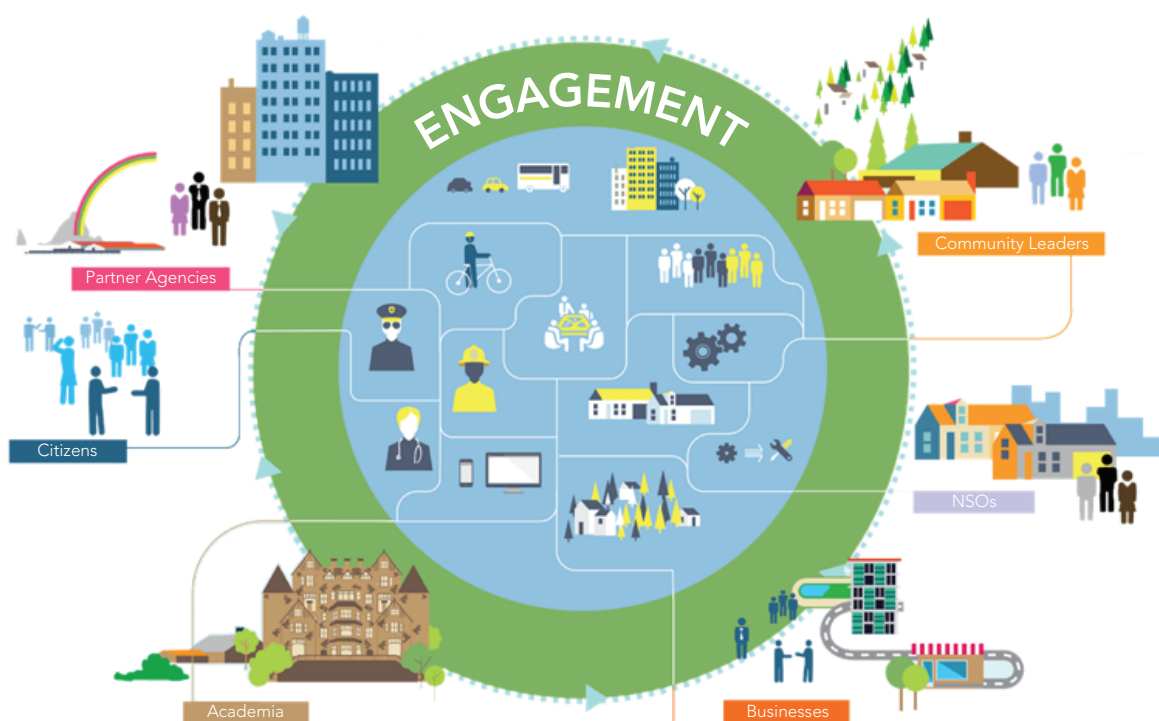 ENGAGEMENT
Partner Agencies
Community Leaders
Citizens
NSOs
Academia
Businesses